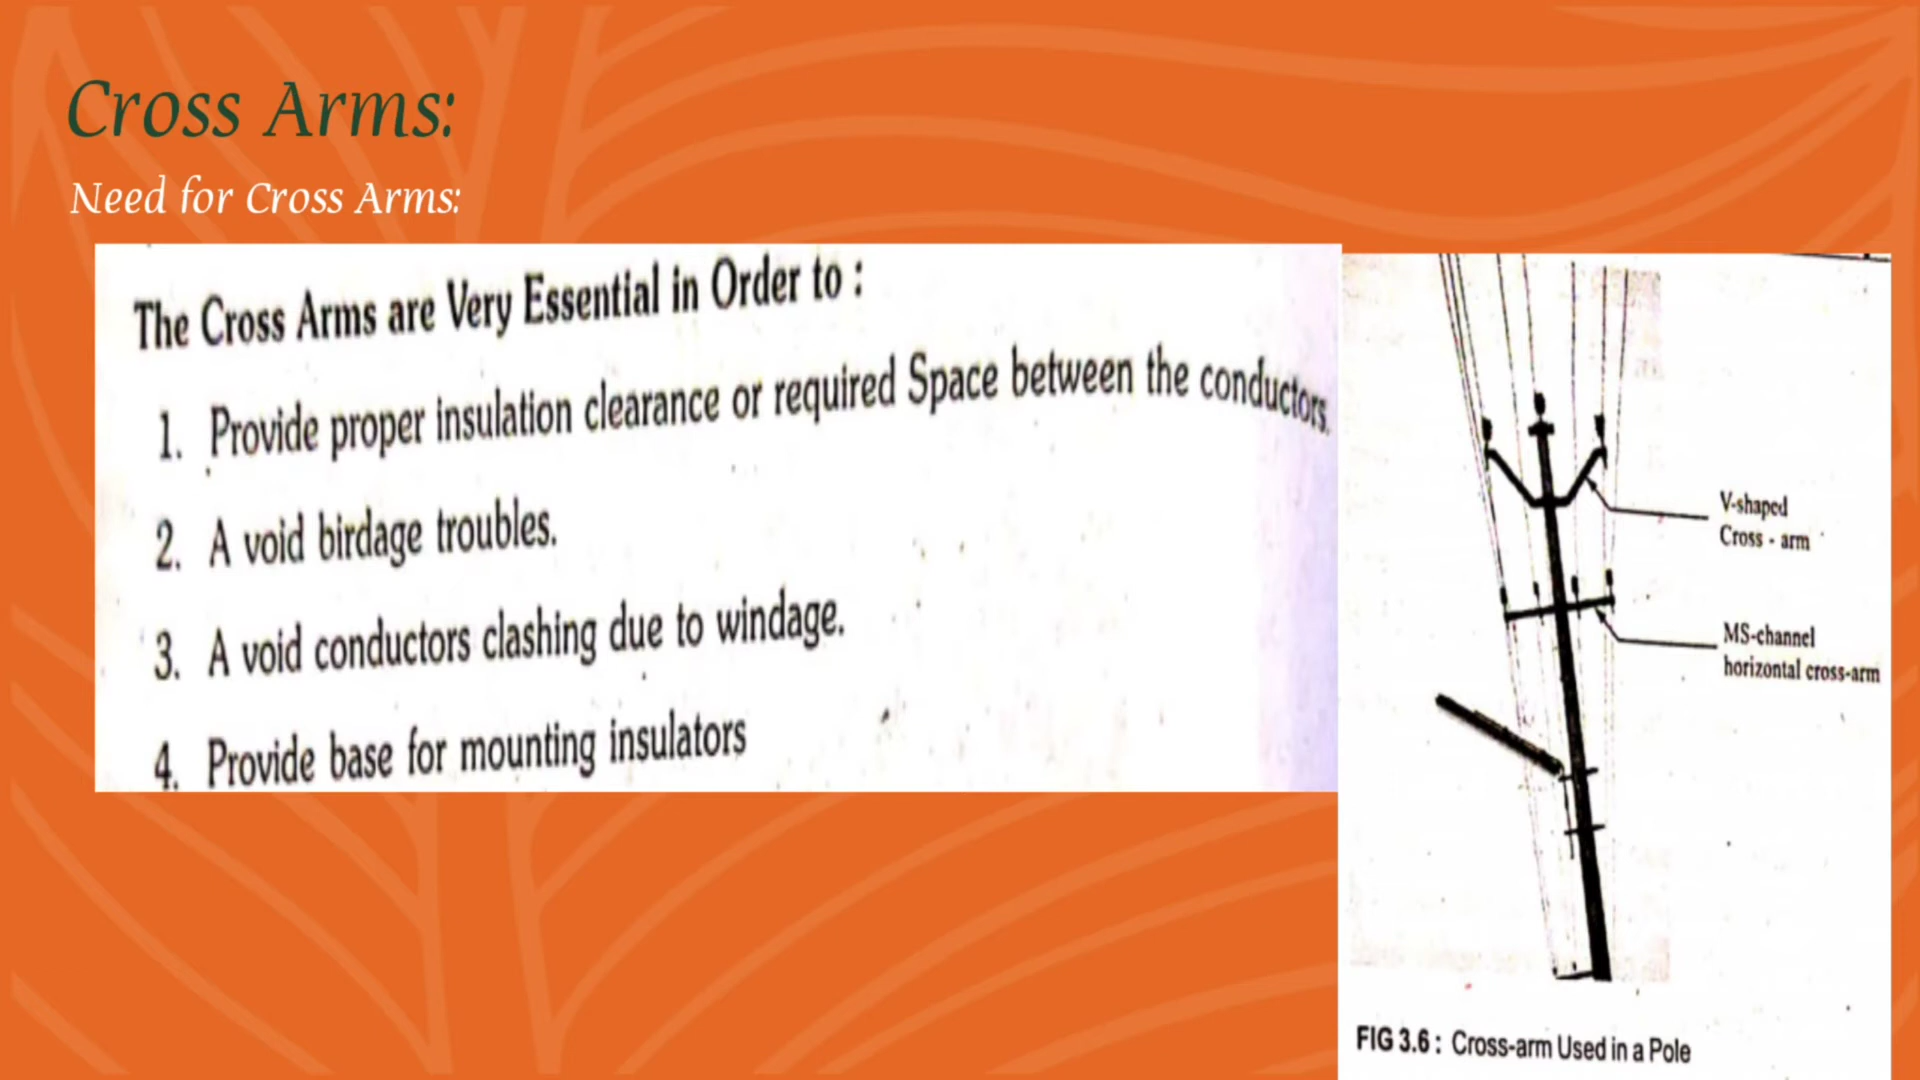 Cross Arms:
Need for Cross Arms:
The Cross Arms are Very Essential in Order to :
1. Provide proper insulation clearance or required Space between the conductors.
2. A void birdage troubles.
3. A void conductors clashing due to windage.
4. Provide base for mounting insulators
V-shaped
Cross - arm
MS-channel
horizontal cross-arm
FIG 3.6 : Cross-arm Used in a Pole